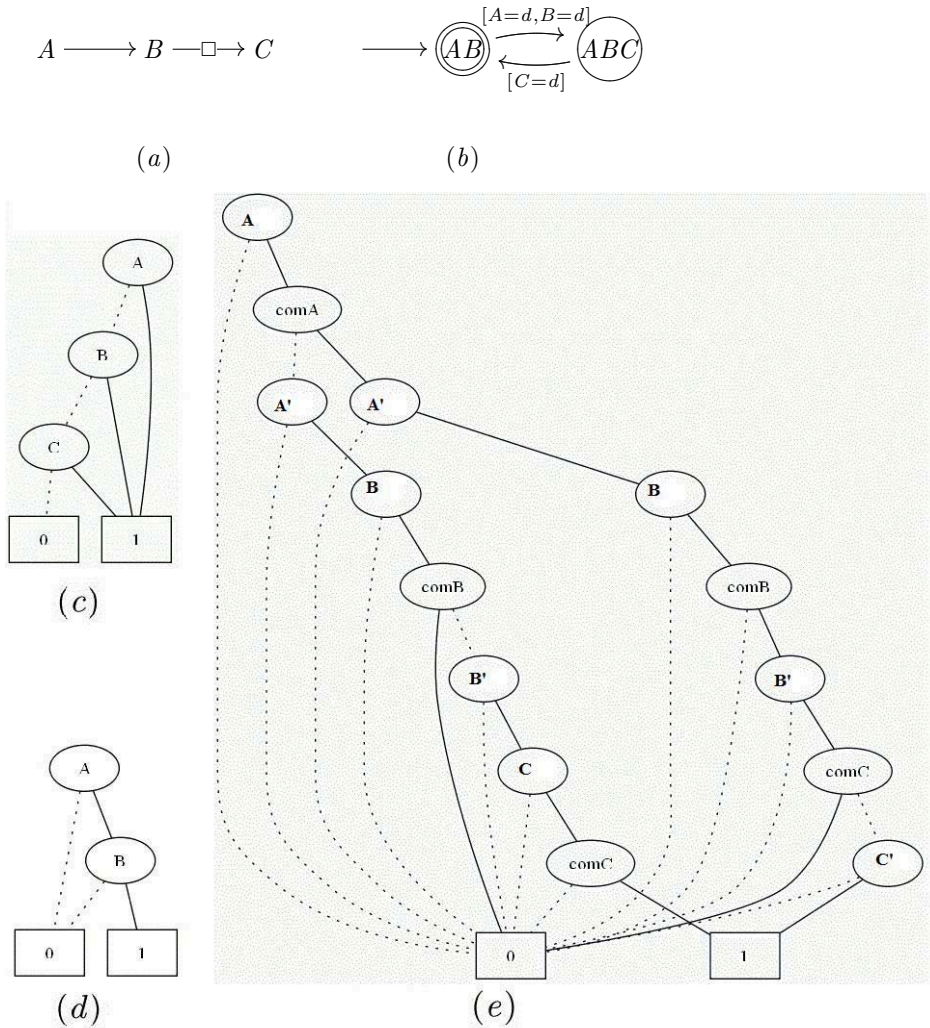 A B C
[A=d,B=d]
AB ABC
[C=d]
(a) (b)
A
B
C
0 1
(c)
A
B
0 1
(d)
A
comA
A' A'
B B
comB comB
B' B'
C comC
comC C'
0 1
(e)